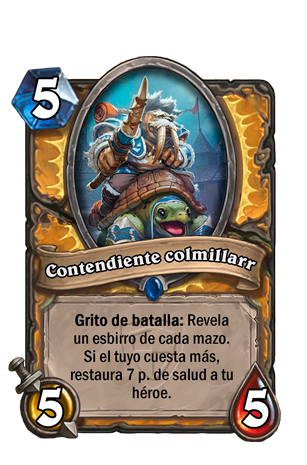 5
Contendiente colmillarr
Grito de batalla: Revela
un esbirro de cada mazo.
Si el tuyo cuesta más,
restaura 7 p. de salud a tu
héroe.
5
5